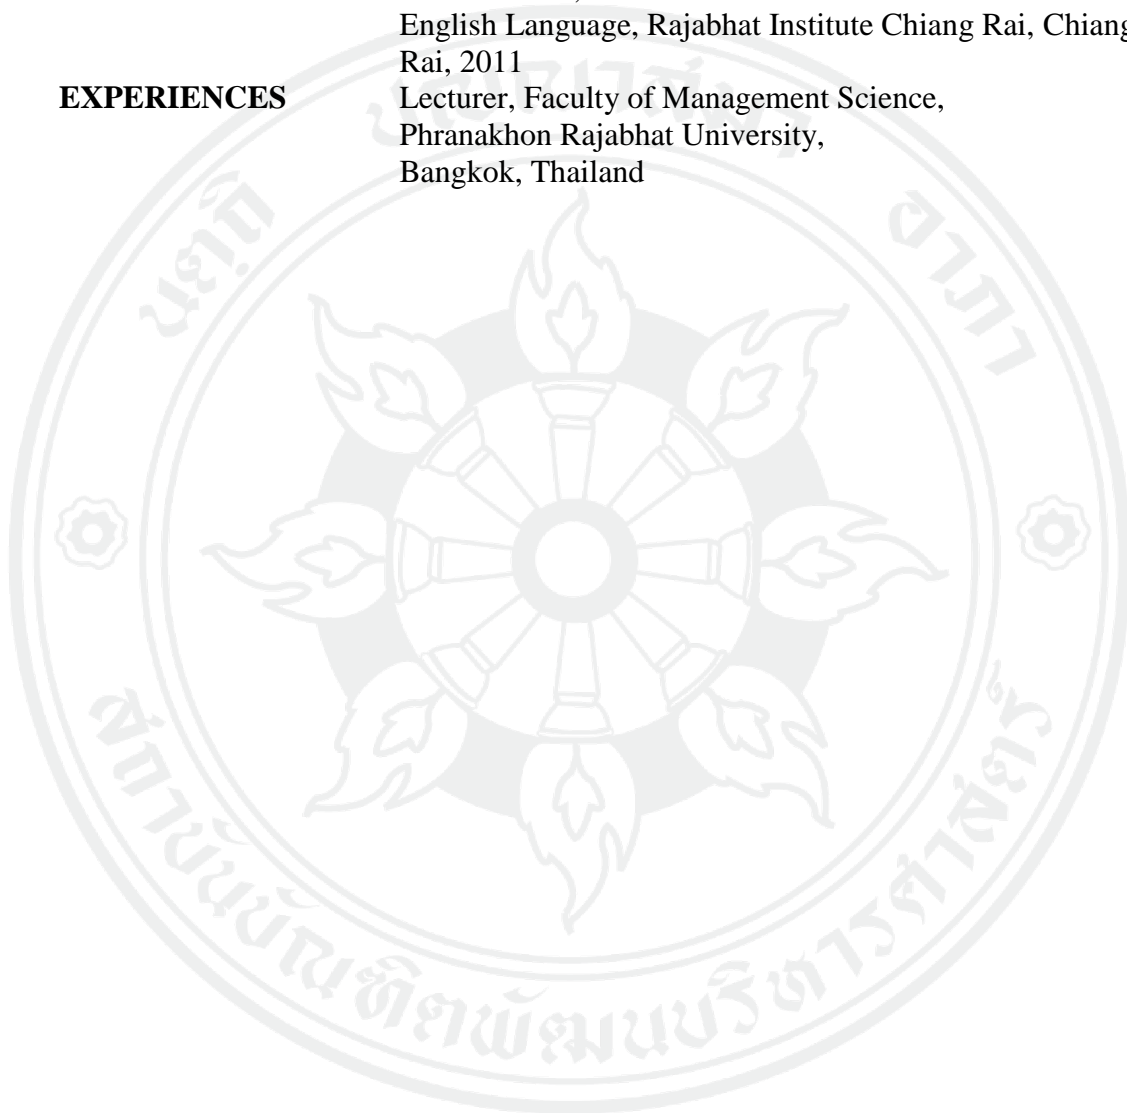 English Language, Rajabhat Institute Chiang Rai, Chiang
Rai, 2011
EXPERIENCES Lecturer, Faculty of Management Science,
Phranakhon Rajabhat University,
Bangkok, Thailand
สถาบันบัณฑิตพัฒนบริหารศาสตร์